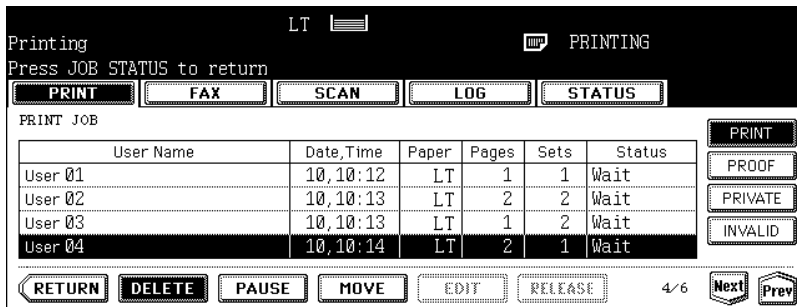 LT
Printing PRINTING
Press JOB STATUS to return
PRINT FAX SCAN LOG STATUS
PRINT JOB
User Name Date,Time Paper Pages Sets Status
User 01 10,10:12 LT 1 1 Wait
User 02 10,10:13 LT 2 2 Wait
User 03 10,10:13 LT 1 2 Wait
User 04 10,10:14 LT 2 1 Wait
PRINT
PROOF
PRIVATE
INVALID
RETURN DELETE PAUSE MOVE EDIT RELEASE 4/6 Next Prev